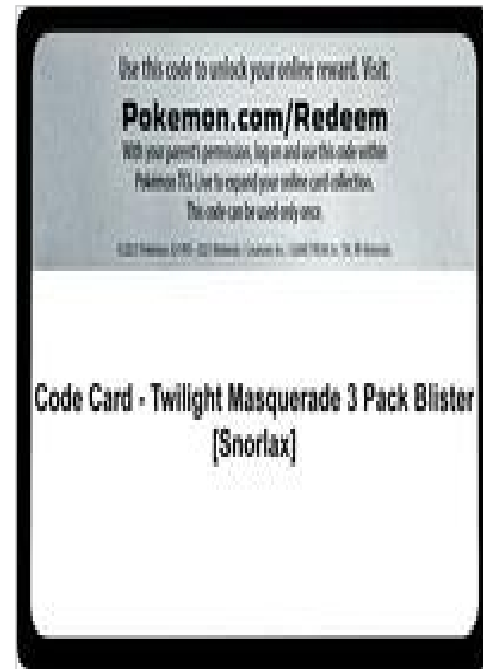 Use this code to unlock your online reward. Visit:
Pokemon.com/Redeem
With your parent's permission, log on and use this code within
Pokémon TCG Live to expand your online card collection.
This code can be used only once.
Code Card - Twilight Masquerade 3 Pack Blister
[Snorlax]